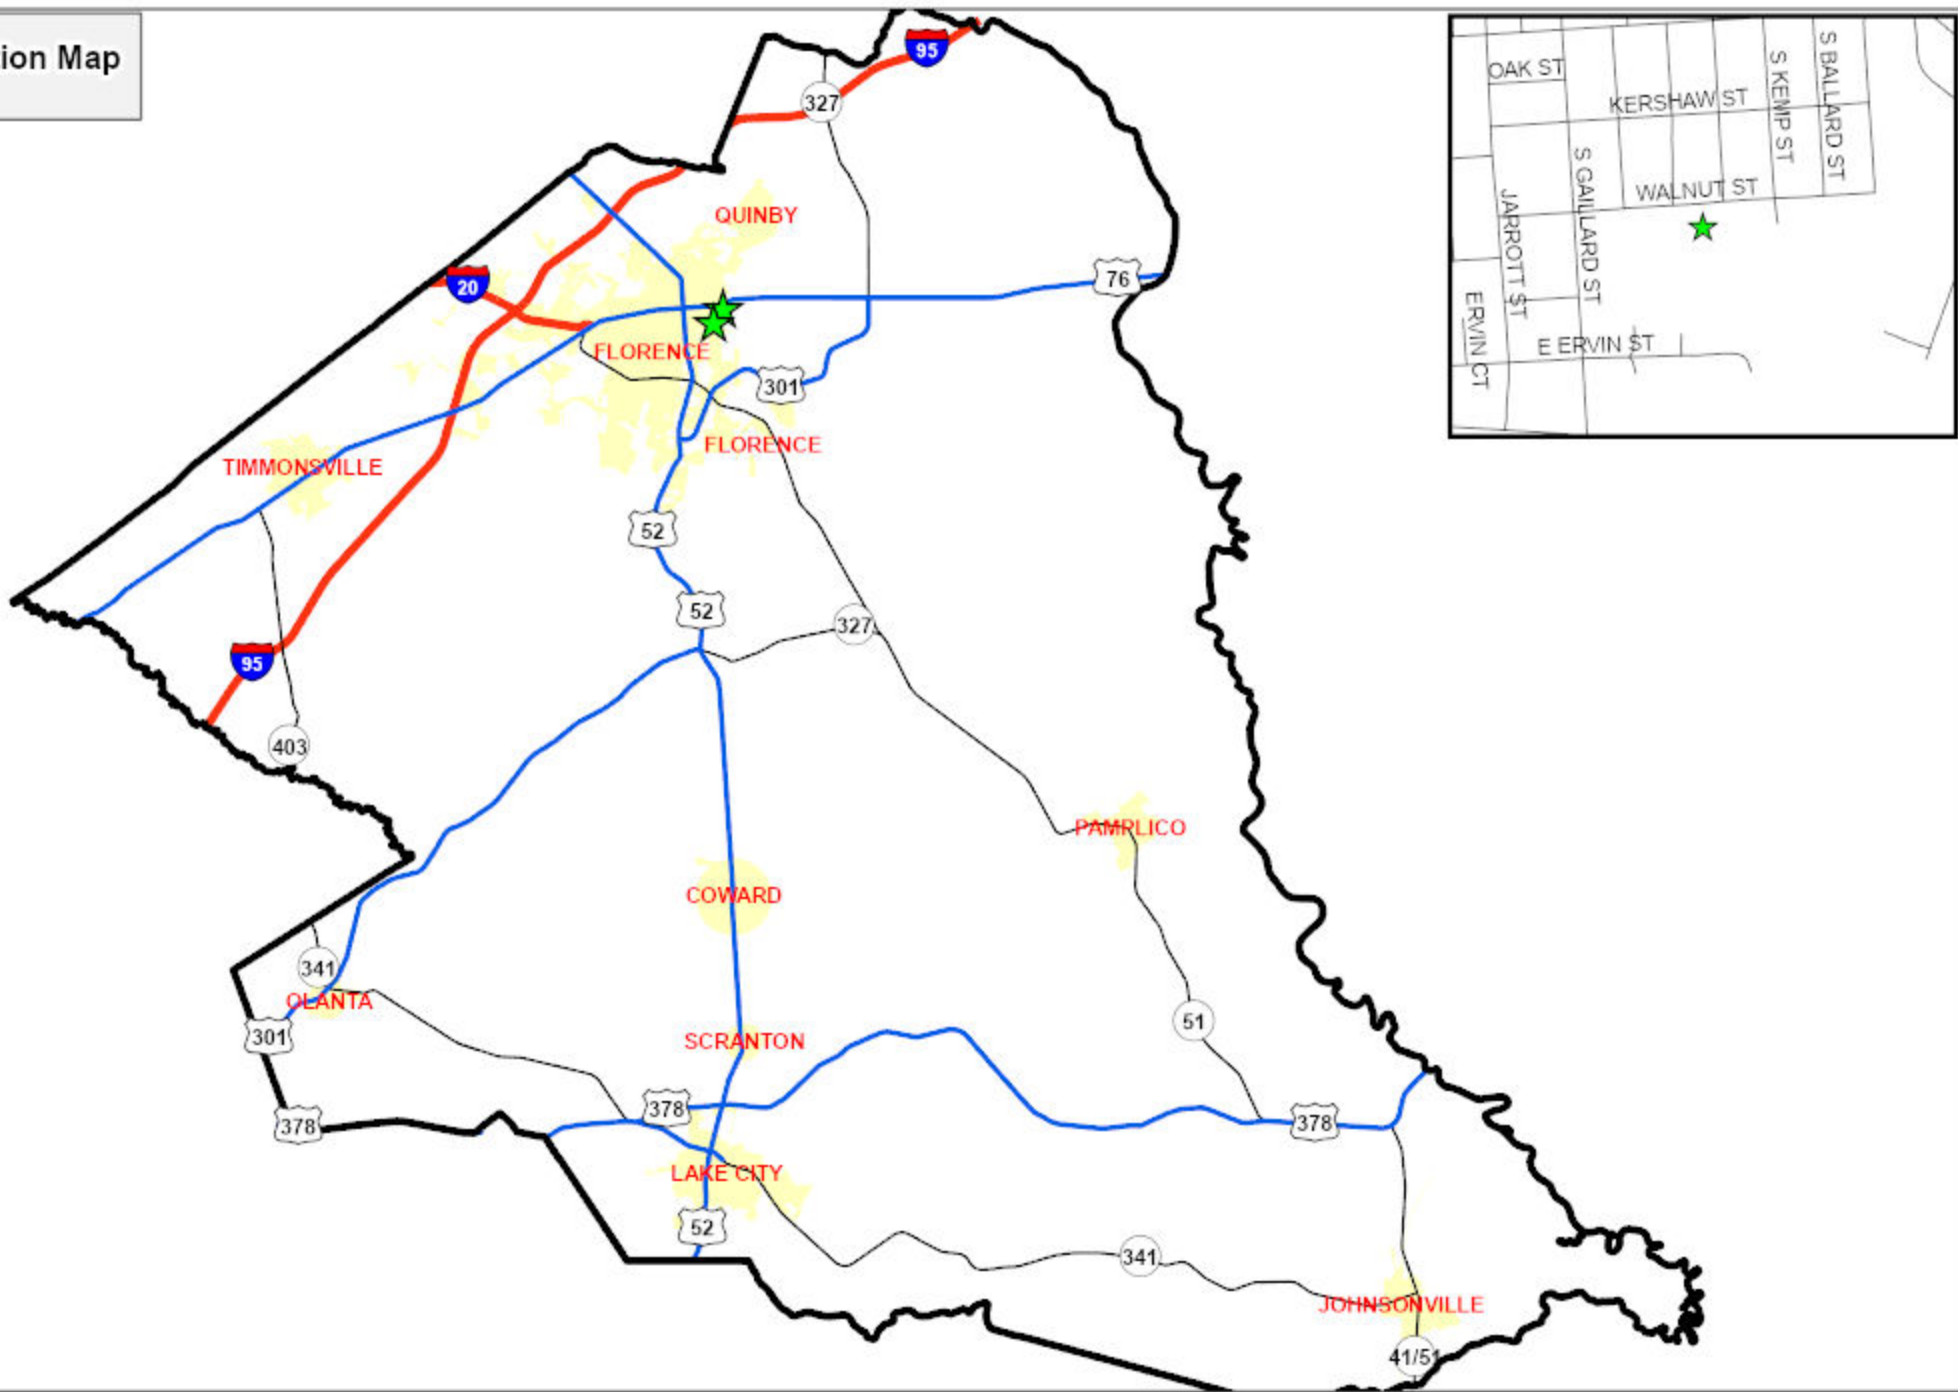 ion Map
95
327
QUINBY
20
76
FLORENCE
301
FLORENCE
TIMMONSVILLE
52
52
327
95
403
PAMPLICO
COWARD
341
OLANTA
301
51
SCRANTON
378
378
378
LAKE CITY
52
341
JOHNSONVILLE
41/51
OAK ST
KERSHAW ST
S KEMP ST
S BALLARD ST
S GAILLARD ST
WALNUT ST
JARROTT ST
ERVIN CT
E ERVIN ST